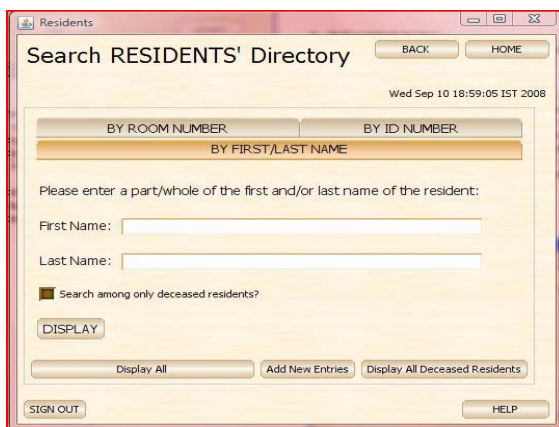 Residents
Search RESIDENTS' Directory BACK HOME
Wed Sep 10 18:59:05 IST 2008
BY ROOM NUMBER BY ID NUMBER
BY FIRST/LAST NAME
Please enter a part/whole of the first and/or last name of the resident:
First Name:
Last Name:
Search among only deceased residents?
DISPLAY
Display All Add New Entries Display All Deceased Residents
SIGN OUT HELP